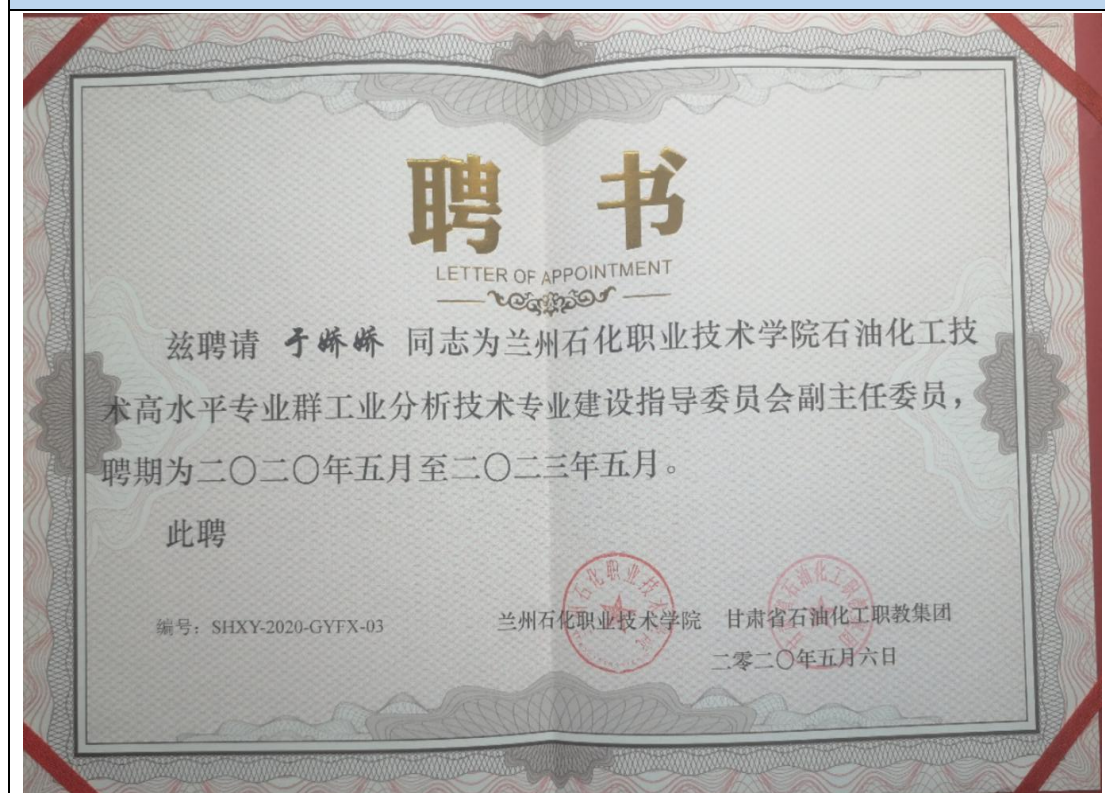 聘 书
LETTER OF APPOINTMENT
兹聘请 于娇娇 同志为兰州石化职业技术学院石油化工技
术高水平专业群工业分析技术专业建设指导委员会副主任委员，
聘期为二〇二〇年五月至二〇二三年五月。
此聘
编号：SHXY-2020-GYFX-03
兰州石化职业技术学院 甘肃省石油化工职教集团
二零二〇年五月六日